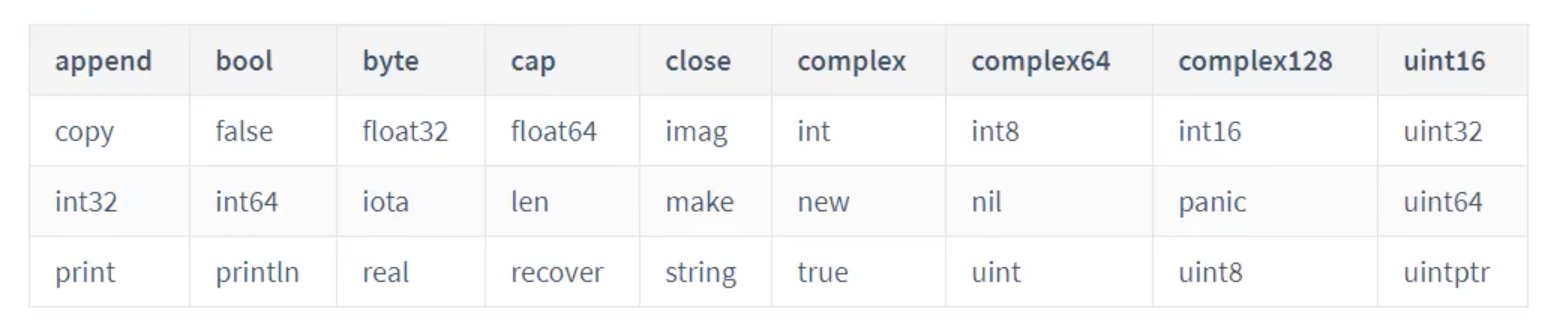 append bool byte cap close complex complex64 complex128 uint16
copy false float32 float64 imag int int8 int16 uint32
int32 int64 iota len make new nil panic uint64
print println real recover string true uint uint8 uintptr